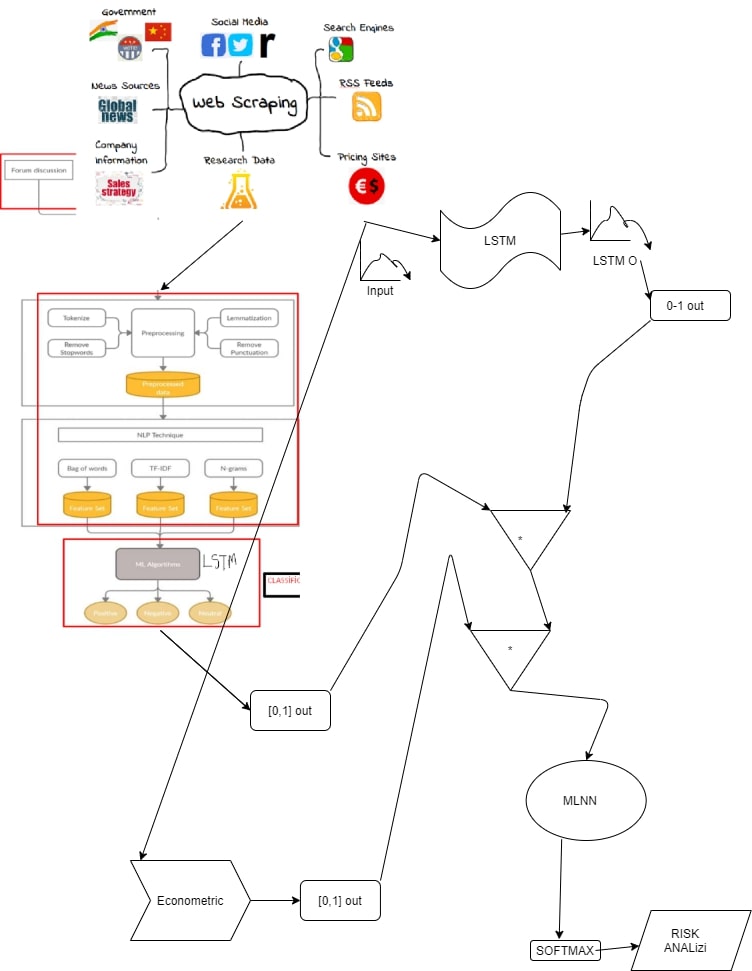 Government
Social Media
Search Engines
VOTE
r
News Sources
Global
news
Web Scraping
RSS Feeds
Company
information
Sales
strategy
Research Data
Pricing Sites
€$
Forum discussion
LSTM
Input
LSTM O
0-1 out
Tokenize
Preprocessing
Lemmatization
Remove
Stopwords
Remove
Punctuation
Preprocessed
data
NLP Technique
Bag of words
TF-IDF
N-grams
Feature Set
Feature Set
Feature Set
ML Algorithms
LSTM
CLASSIFIC
Positive
Negative
Neutral
*
*
[0,1] out
MLNN
Econometric
[0,1] out
SOFTMAX
RISK
ANALizi